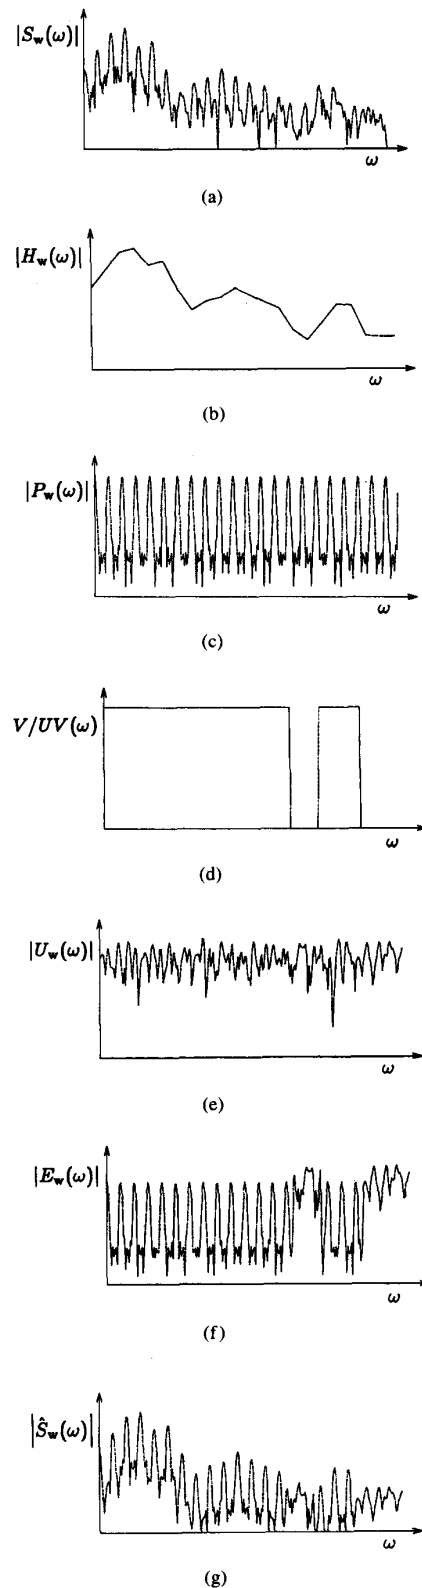 |S_w(ω)|
ω
(a)
|H_w(ω)|
ω
(b)
|P_w(ω)|
ω
(c)
V/UV(ω)
ω
(d)
|U_w(ω)|
ω
(e)
|E_w(ω)|
ω
(f)
|Ŝ_w(ω)|
ω
(g)